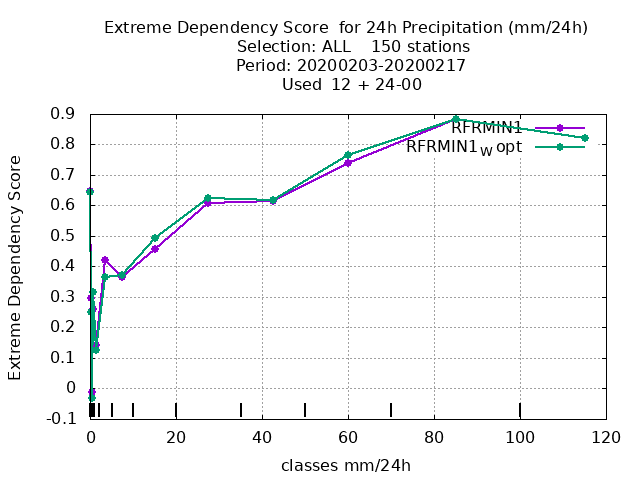 Extreme Dependency Score  for 24h Precipitation (mm/24h)
Selection: ALL    150 stations
Period: 20200203-20200217
Used  12 + 24-00
Extreme Dependency Score
0.9
0.8
0.7
0.6
0.5
0.4
0.3
0.2
0.1
0
-0.1
RFRMIN1
RFRMIN1W opt
0 20 40 60 80 100 120
classes mm/24h